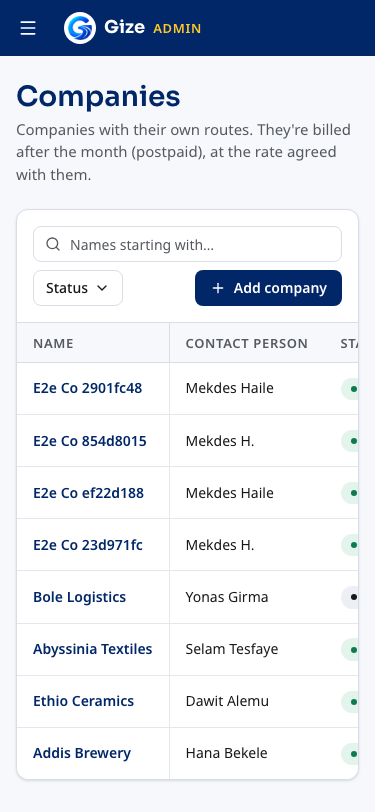 Gize ADMIN
Companies
Companies with their own routes. They're billed
after the month (postpaid), at the rate agreed
with them.
Names starting with...
Status
Add company
NAME CONTACT PERSON STA
E2e Co 2901fc48 Mekdes Haile
E2e Co 854d8015 Mekdes H.
E2e Co ef22d188 Mekdes Haile
E2e Co 23d971fc Mekdes H.
Bole Logistics Yonas Girma
Abyssinia Textiles Selam Tesfaye
Ethio Ceramics Dawit Alemu
Addis Brewery Hana Bekele